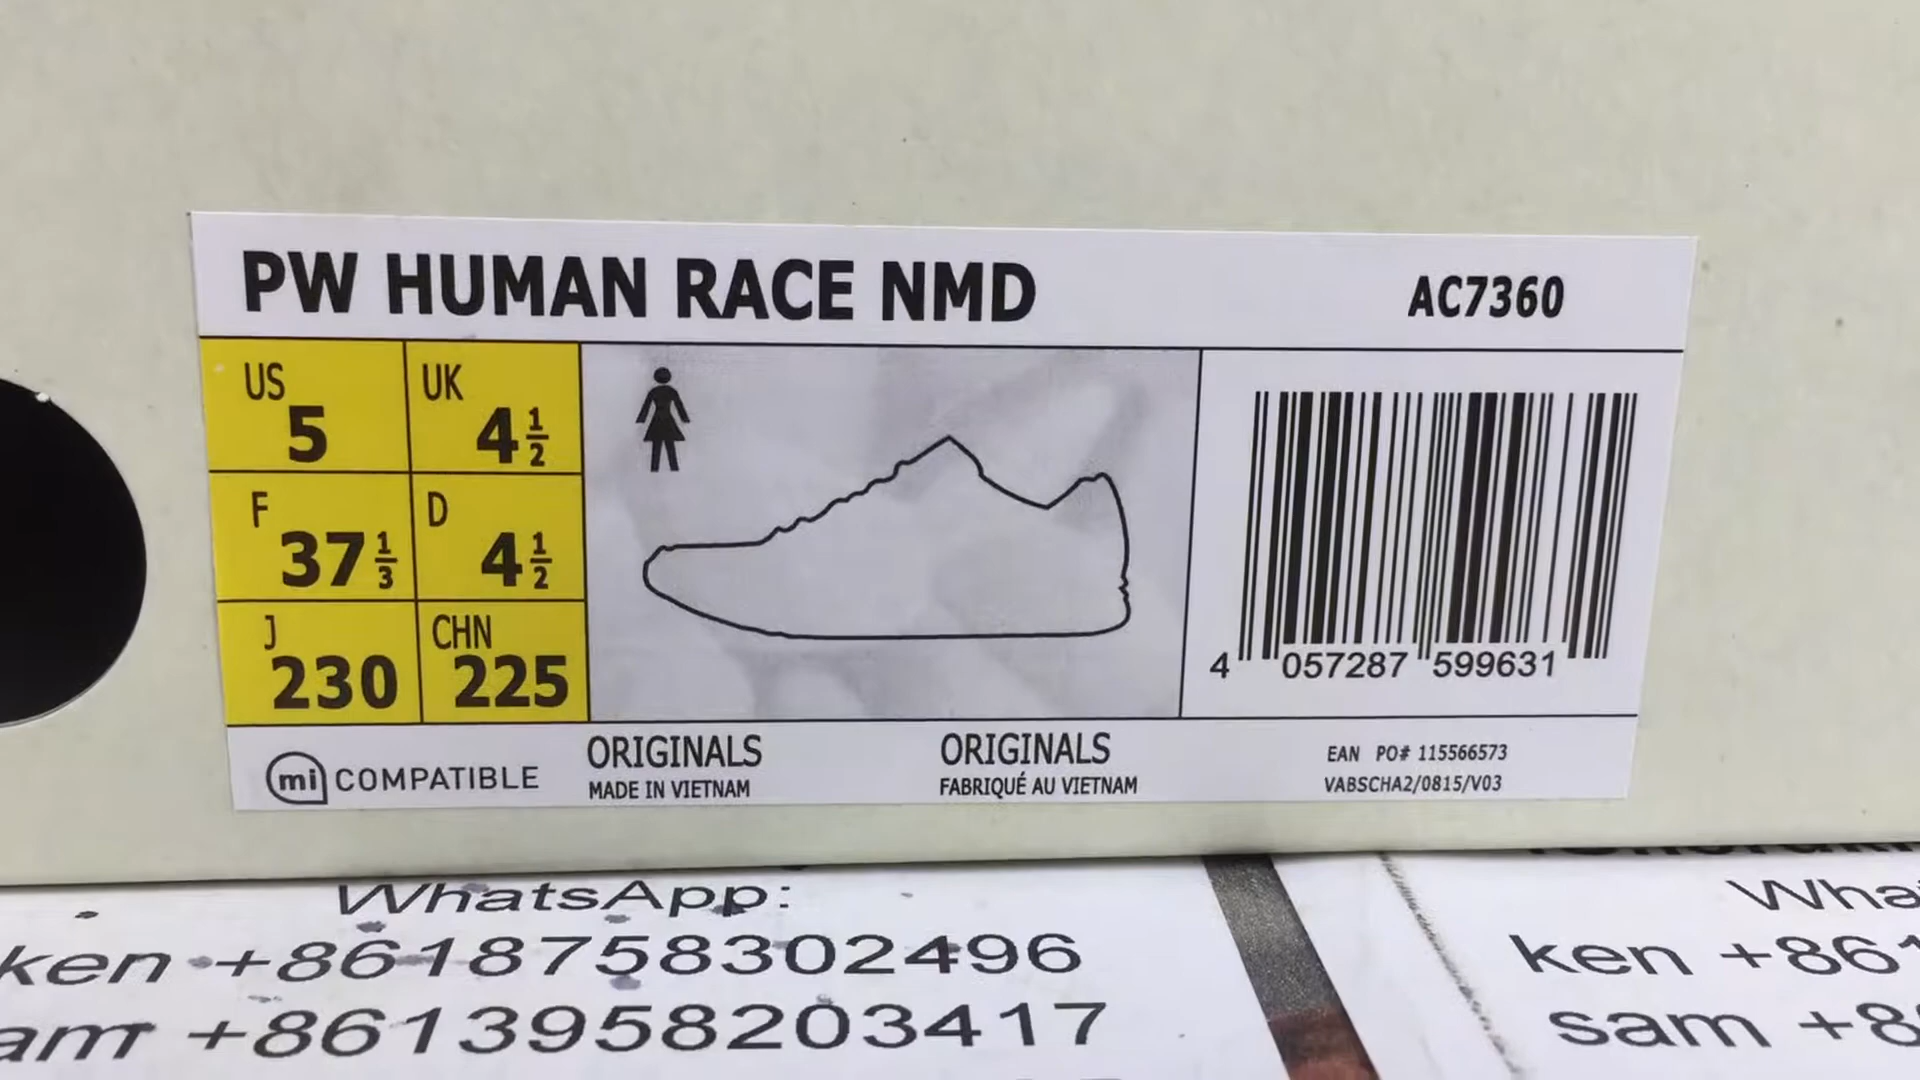 PW HUMAN RACE NMD AC7360
US 5 UK 4 1/2
F 37 1/3 D 4 1/2
J 230 CHN 225
4 057287 599631
mi COMPATIBLE
ORIGINALS
MADE IN VIETNAM
ORIGINALS
FABRIQUÉ AU VIETNAM
EAN PO# 115566573
VABSCHA2/0815/V03
WhatsApp:
ken +8618758302496
am +8613958203417
Wha
ken +861
sam +8